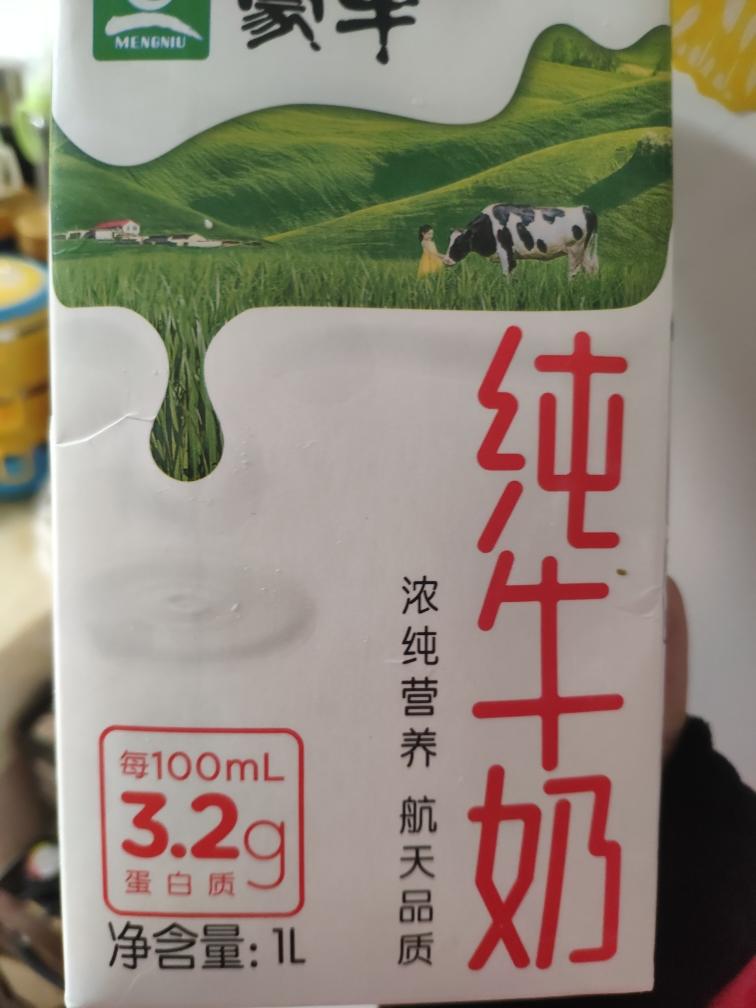 MENGNIU
蒙牛
纯牛奶
浓纯营养 航天品质
每100mL
3.2g
蛋白质
净含量: 1L